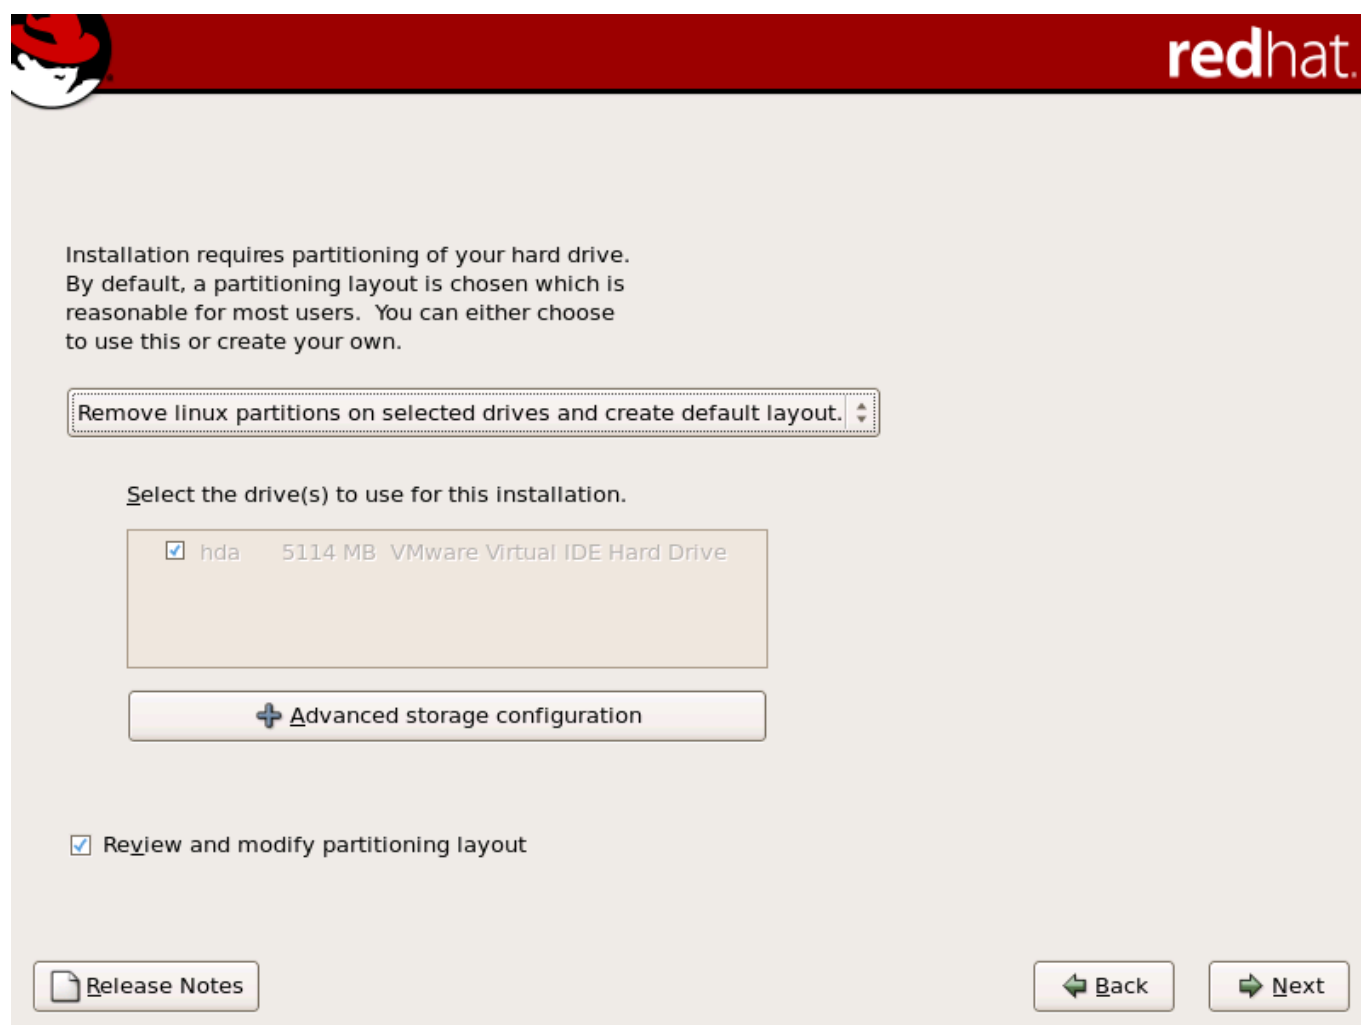 redhat.
Installation requires partitioning of your hard drive.
By default, a partitioning layout is chosen which is
reasonable for most users.  You can either choose
to use this or create your own.
Remove linux partitions on selected drives and create default layout.
Select the drive(s) to use for this installation.
hda 5114 MB VMware Virtual IDE Hard Drive
Advanced storage configuration
Review and modify partitioning layout
Release Notes Back Next